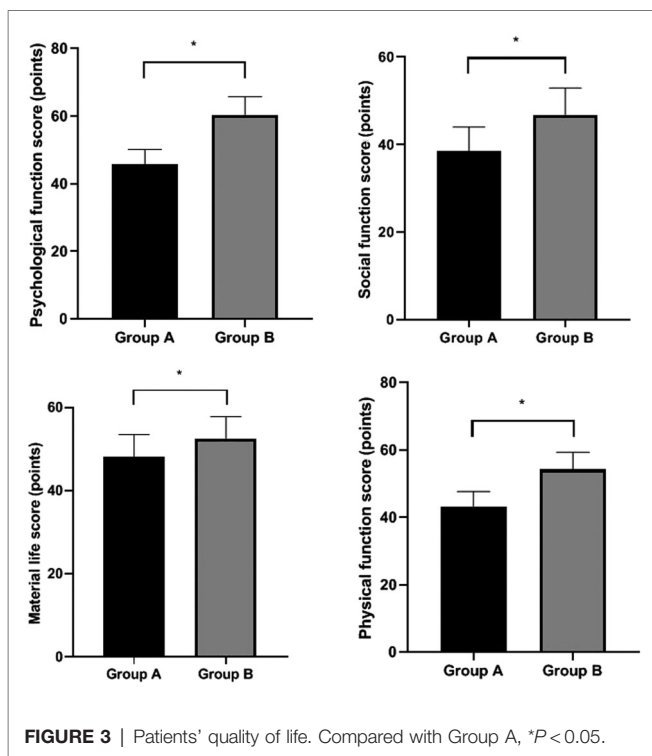 Psychological function score (points)
80
60
40
20
0
*
Group A Group B
Social function score (points)
60
40
20
0
*
Group A Group B
Material life score (points)
60
40
20
0
*
Group A Group B
Physical function score (points)
80
60
40
20
0
*
Group A Group B
FIGURE 3 | Patients' quality of life. Compared with Group A, *P < 0.05.